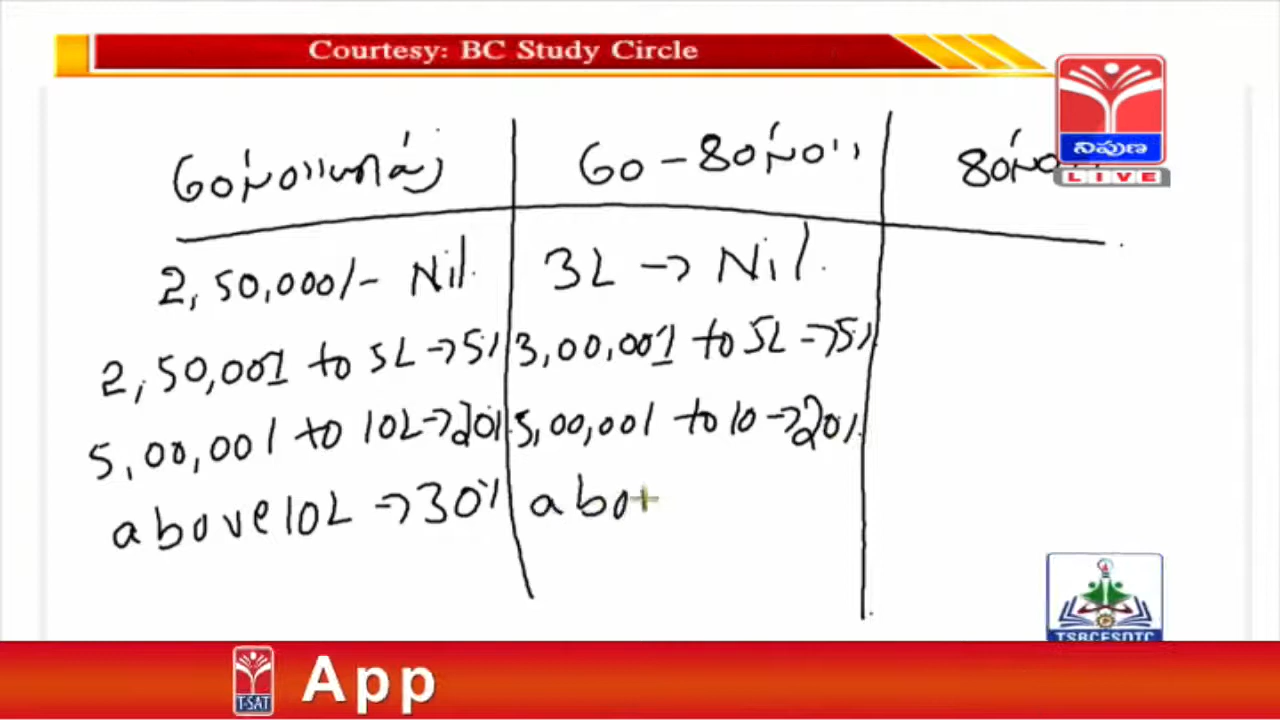 Courtesy: BC Study Circle
నిపుణ
LIVE
60సం॥
60 – 80సం॥
80సం
2,50,000/- Nil.
3L → Nil.
2,50,001 to 5L → 5%
3,00,001 to 5L → 5%
5,00,001 to 10L → 20%
5,00,001 to 10 → 20%
above 10L → 30%
abo
TSBCESDTC
T-SAT
App